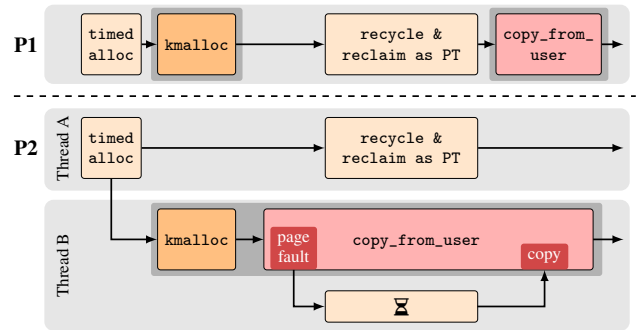 P1
timed
alloc
kmalloc
recycle &
reclaim as PT
copy_from_
user
P2
Thread A
timed
alloc
recycle &
reclaim as PT
Thread B
kmalloc
page
fault
copy_from_user
copy